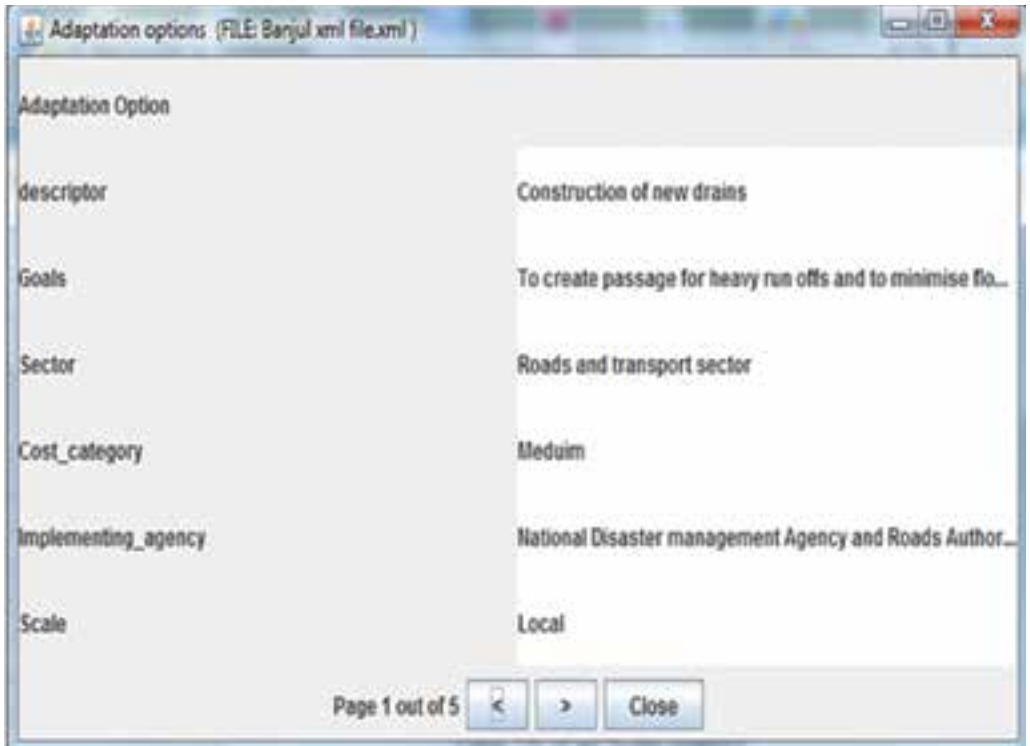 Adaptation options (FILE: Banjul xml file.xml )
Adaptation Option
descriptor Construction of new drains
Goals To create passage for heavy run offs and to minimise flo...
Sector Roads and transport sector
Cost_category Meduim
Implementing_agency National Disaster management Agency and Roads Author...
Scale Local
Page 1 out of 5 < > Close